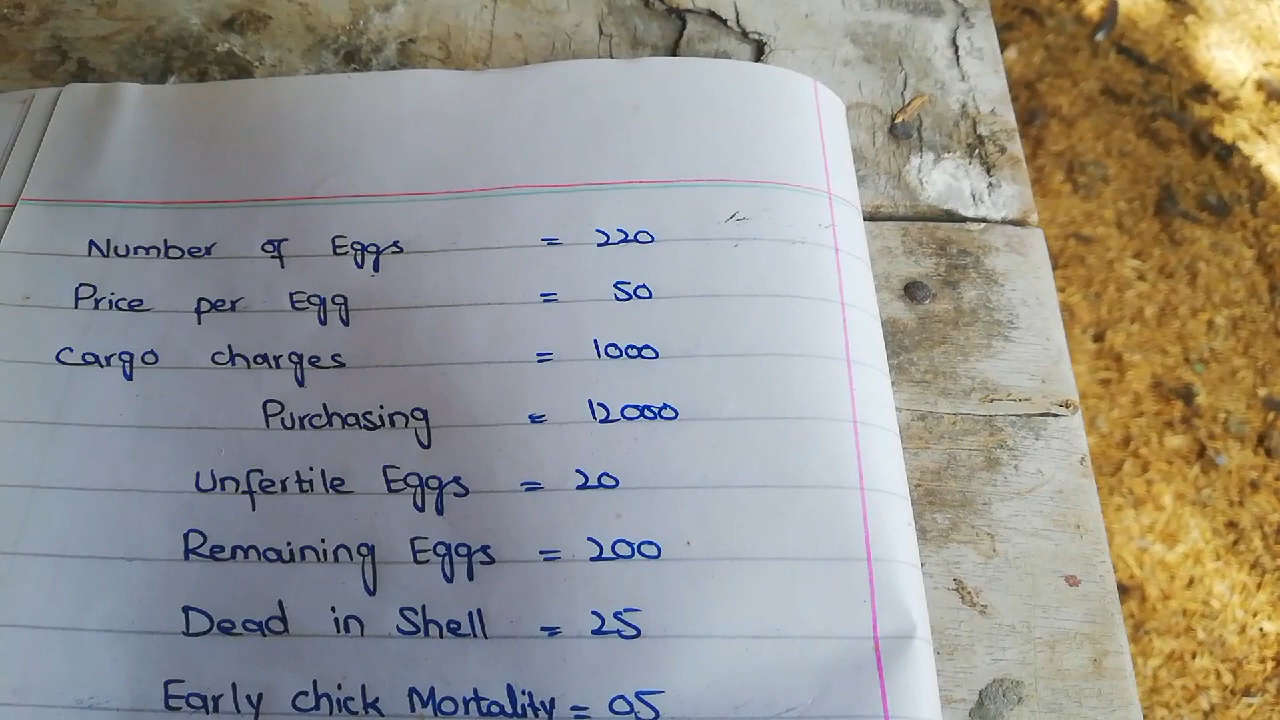 Number of Eggs = 220
Price per Egg = 50
Cargo charges = 1000
Purchasing = 12000
Unfertile Eggs = 20
Remaining Eggs = 200
Dead in Shell = 25
Early chick Mortality = 05